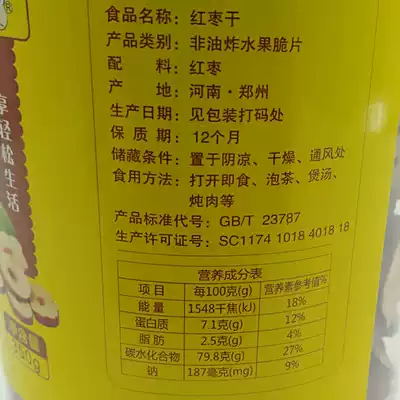 ®
享轻松生活
食品名称：红枣干
产品类别：非油炸水果脆片
配　料：红枣
产　地：河南·郑州
生产日期：见包装打码处
保 质 期：12个月
储藏条件：置于阴凉、干燥、通风处
食用方法：打开即食、泡茶、煲汤、
炖肉等
产品标准代号：GB/T 23787
生产许可证号：SC1174 1018 4018 18
营养成分表
项目 每100克(g) 营养素参考值%
能量 1548千焦(kJ) 18%
蛋白质 7.1克(g) 12%
脂肪 2.5克(g) 4%
碳水化合物 79.8克(g) 27%
钠 187毫克(mg) 9%